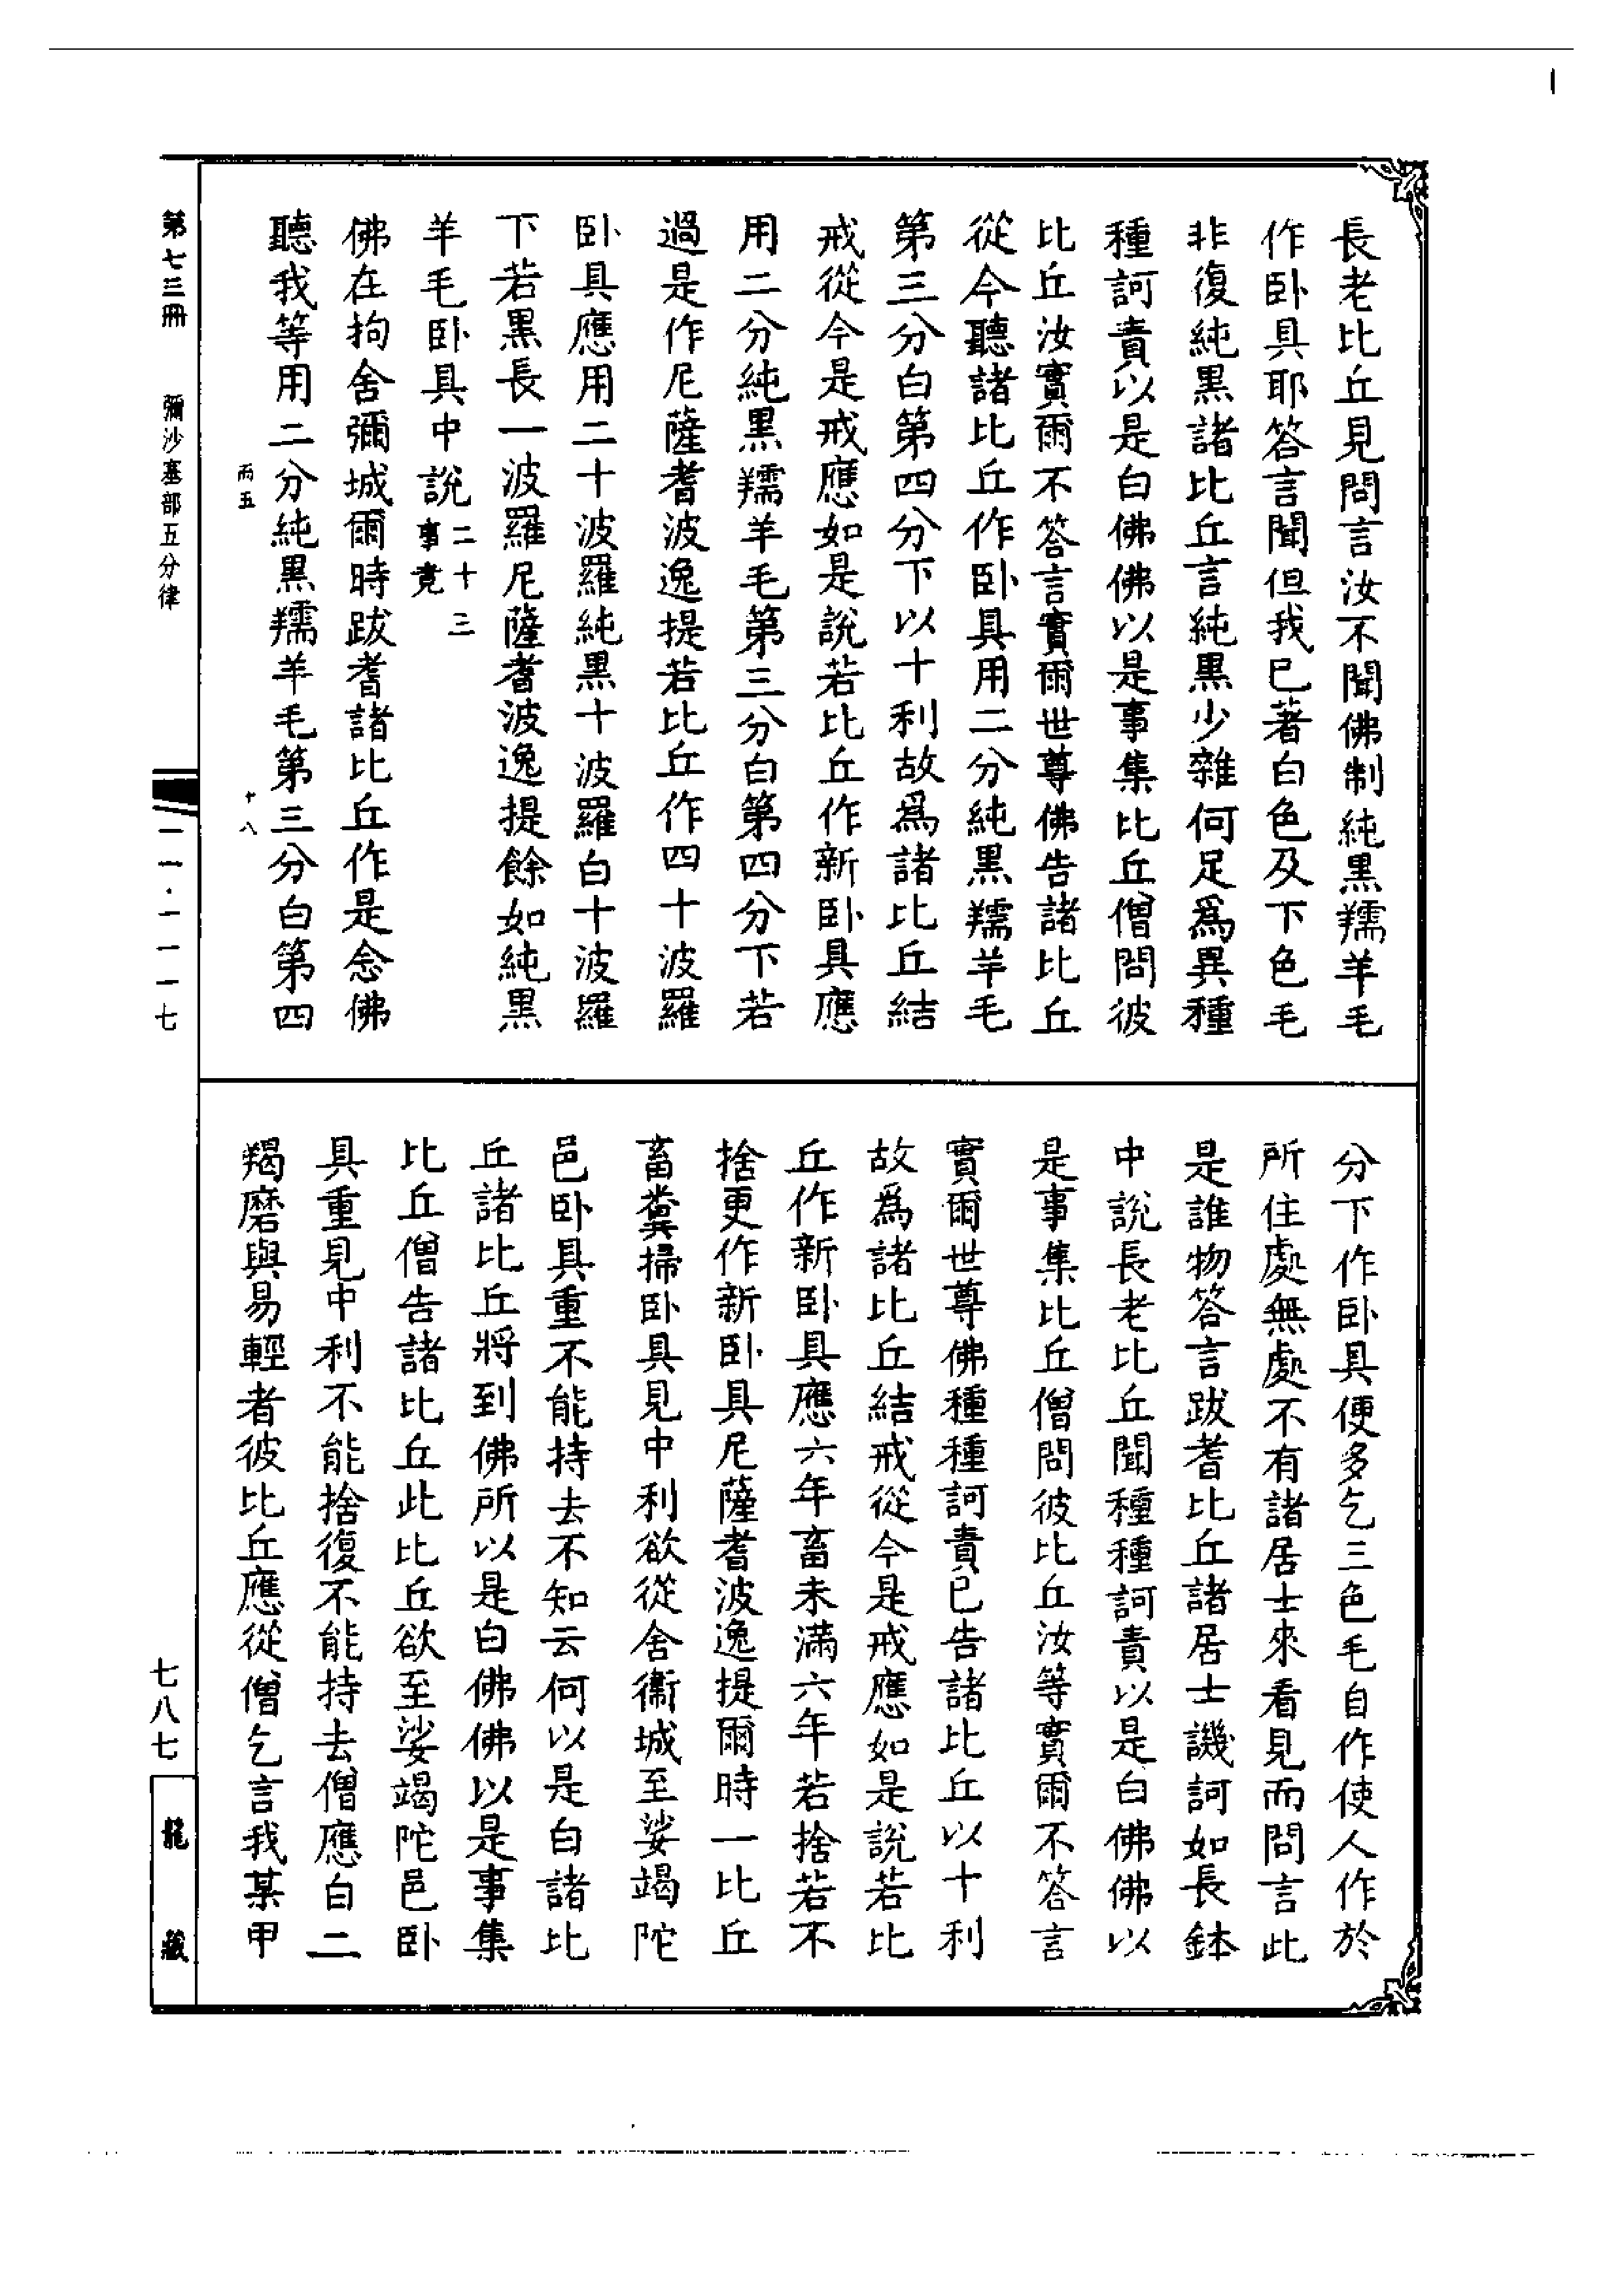 長老比丘見問言汝不聞佛制純黑羺羊毛
作臥具耶答言聞但我已著白色及下色毛
非復純黑諸比丘言純黑少雜何足為異種
種訶責以是白佛佛以是事集比丘僧問彼
比丘汝實爾不答言實爾世尊佛告諸比丘
從今聽諸比丘作臥具用二分純黑羺羊毛
第三分白第四分下以十利故爲諸比丘結
戒從今是戒應如是說若比丘作新臥具應
用二分純黑羺羊毛第三分白第四分下若
過是作尼薩耆波逸提若比丘作四十波羅
臥具應用二十波羅純黑十波羅白十波羅
下若黑長一波羅尼薩耆波逸提餘如純黑
羊毛臥具中說二十三事竟
佛在拘舍彌城爾時跋耆諸比丘作是念佛
聽我等用二分純黑羺羊毛第三分白第四
分下作臥具便多乞三色毛自作使人作於
所住處無處不有諸居士來看見而問言此
是誰物答言跋耆比丘諸居士譏訶如長鉢
中說長老比丘聞種種訶責以是白佛佛以
是事集比丘僧問彼比丘汝等實爾不答言
實爾世尊佛種種訶責已告諸比丘以十利
故爲諸比丘結戒從今是戒應如是說若比
丘作新臥具應六年畜未滿六年若捨若不
捨更作新臥具尼薩耆波逸提爾時一比丘
畜糞掃臥具見中利欲從舍衞城至娑竭陀
邑臥具重不能持去不知云何以是白諸比
丘諸比丘將到佛所以是白佛佛以是事集
比丘僧告諸比丘此比丘欲至娑竭陀邑臥
具重見中利不能捨復不能持去僧應白二
羯磨與易輕者彼比丘應從僧乞言我某甲
第七三冊
彌沙塞部五分律
一一·一一一七
七八七
龍藏
兩五
十八